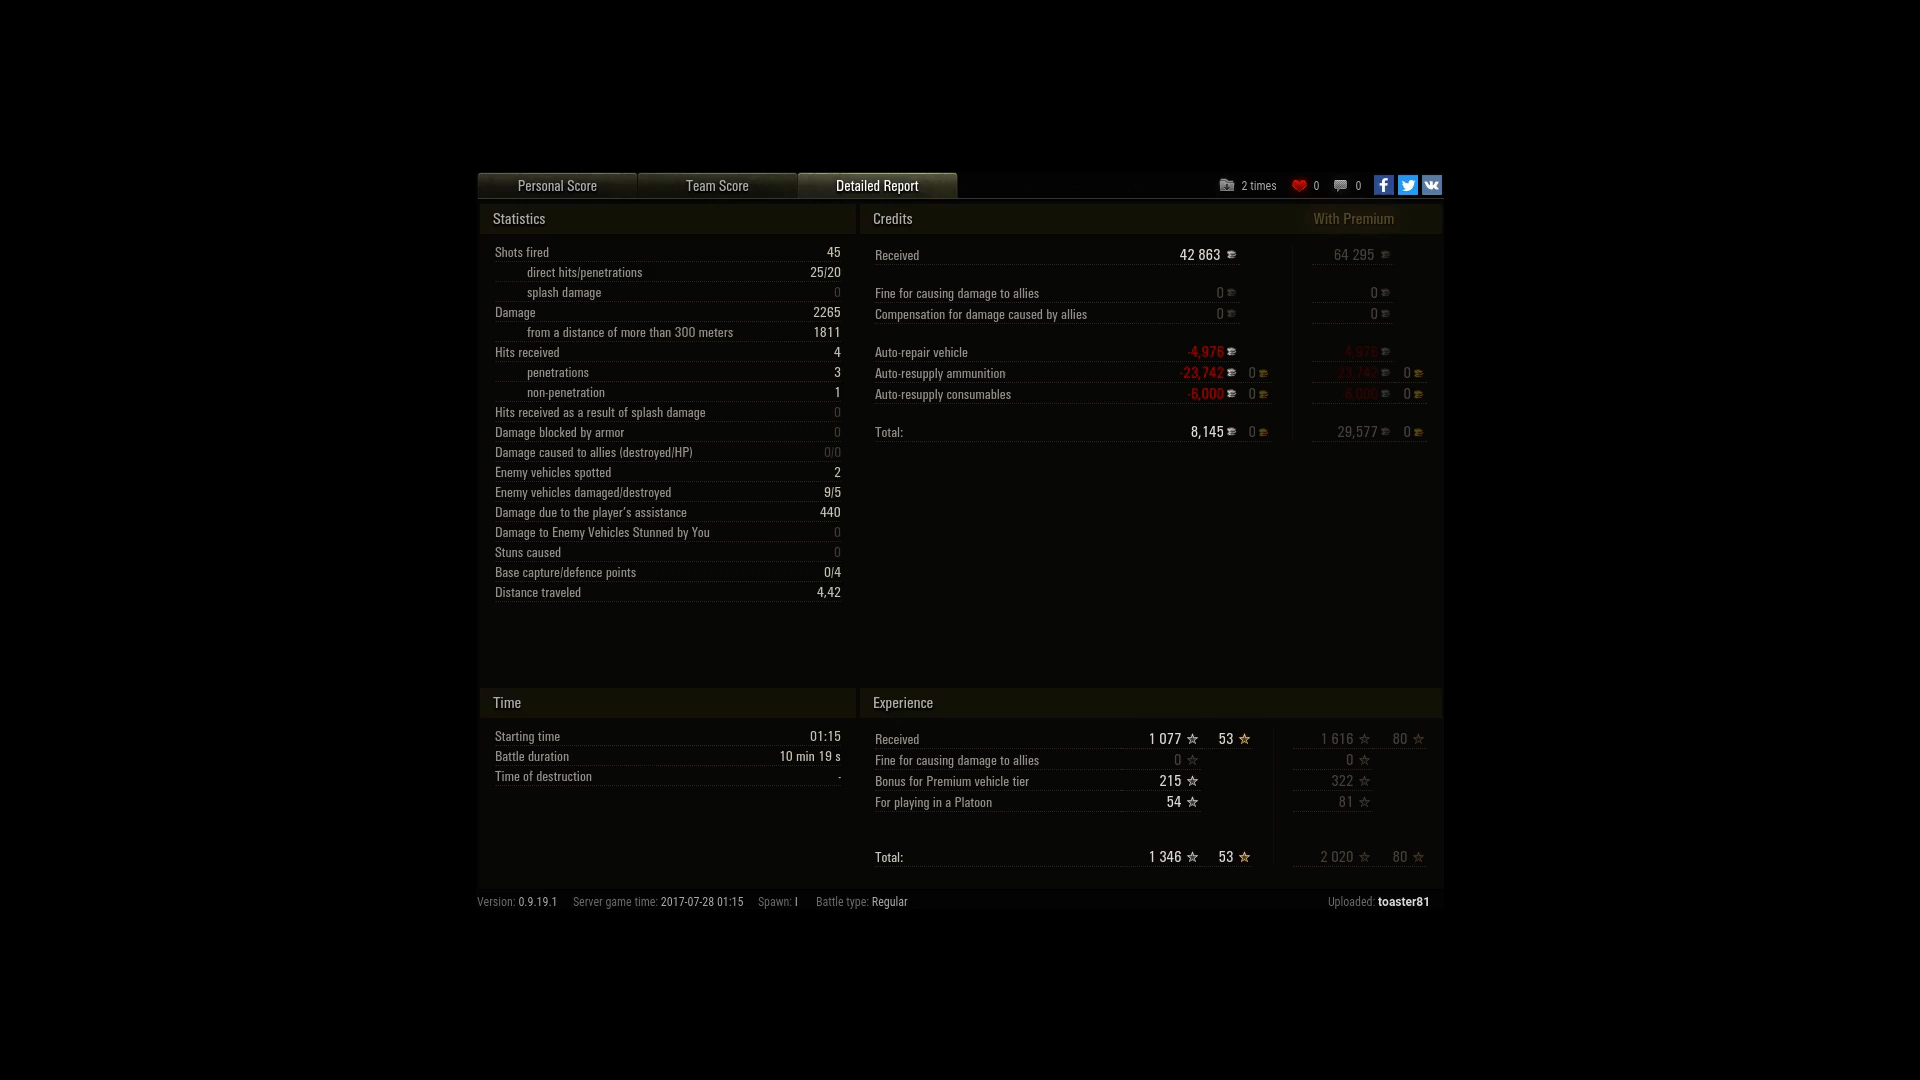 Personal Score Team Score Detailed Report 2 times 0 0
Statistics
Shots fired 45
direct hits/penetrations 25/20
splash damage 0
Damage 2265
from a distance of more than 300 meters 1811
Hits received 4
penetrations 3
non-penetration 1
Hits received as a result of splash damage 0
Damage blocked by armor 0
Damage caused to allies (destroyed/HP) 0/0
Enemy vehicles spotted 2
Enemy vehicles damaged/destroyed 9/5
Damage due to the player's assistance 440
Damage to Enemy Vehicles Stunned by You 0
Stuns caused 0
Base capture/defence points 0/4
Distance traveled 4,42
Credits With Premium
Received 42 863 64 295
Fine for causing damage to allies 0 0
Compensation for damage caused by allies 0 0
Auto-repair vehicle -4,976 -4,976
Auto-resupply ammunition -23,742 0 -23,742 0
Auto-resupply consumables -6,000 0 -6,000 0
Total: 8,145 0 29,577 0
Time
Starting time 01:15
Battle duration 10 min 19 s
Time of destruction -
Experience
Received 1 077 53 1 616 80
Fine for causing damage to allies 0 0
Bonus for Premium vehicle tier 215 322
For playing in a Platoon 54 81
Total: 1 346 53 2 020 80
Version: 0.9.19.1 Server game time: 2017-07-28 01:15 Spawn: I Battle type: Regular Uploaded: toaster81